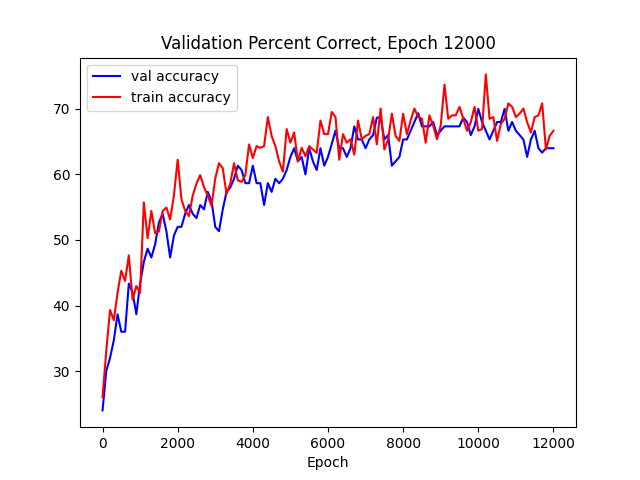 Validation Percent Correct, Epoch 12000
val accuracy
train accuracy
70
60
50
40
30
0 2000 4000 6000 8000 10000 12000
Epoch